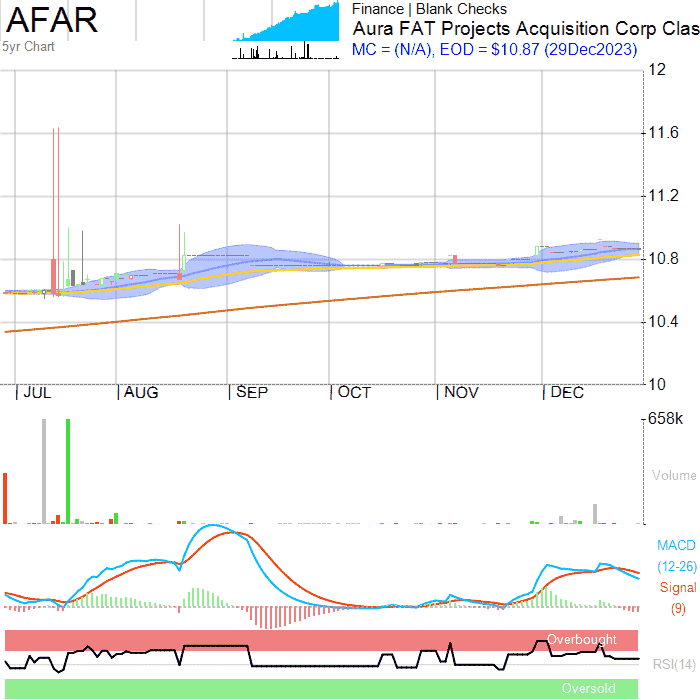 AFAR
5yr Chart
Finance | Blank Checks
Aura FAT Projects Acquisition Corp Clas
MC = (N/A), EOD = $10.87 (29Dec2023)
12
11.6
11.2
10.8
10.4
10
JUL AUG SEP OCT NOV DEC
658k
Volume
MACD
(12-26)
Signal
(9)
Overbought
RSI(14)
Oversold